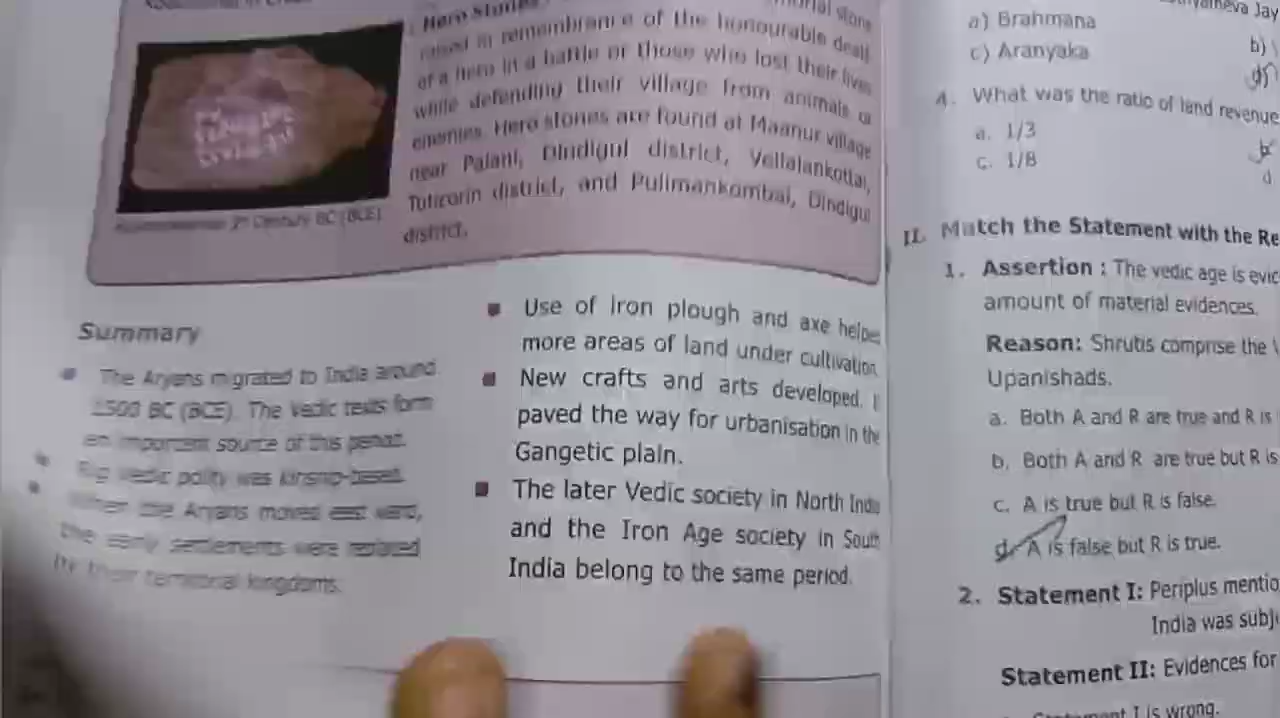 Hero Stones
raised in remembrance of the honourable death
of a hero in a battle or those who lost their lives
while defending their village from animals or
enemies. Hero stones are found at Maanur village
near Palani, Dindigul district, Vellalankottai,
Tuticorin district, and Pulimankombai, Dindigul
district.
3rd Century BC (BCE)
Summary
The Aryans migrated to India around
1500 BC (BCE). The Vedic texts form
an important source of this period.
Rig Vedic polity was kinship-based.
When the Aryans moved east ward,
the early settlements were replaced
by their territorial kingdoms.
Use of iron plough and axe helped
more areas of land under cultivation
New crafts and arts developed. I
paved the way for urbanisation in the
Gangetic plain.
The later Vedic society in North India
and the Iron Age society in South
India belong to the same period.
a) Brahmana
b)
c) Aranyaka
4. What was the ratio of land revenue
a. 1/3
c. 1/8
d.
II. Match the Statement with the Re
1. Assertion : The vedic age is evic
amount of material evidences.
Reason: Shrutis comprise the
Upanishads.
a. Both A and R are true and R is
b. Both A and R are true but R is
c. A is true but R is false.
d. A is false but R is true.
2. Statement I: Periplus mentio
India was subj
Statement II: Evidences for
Statement I is wrong.